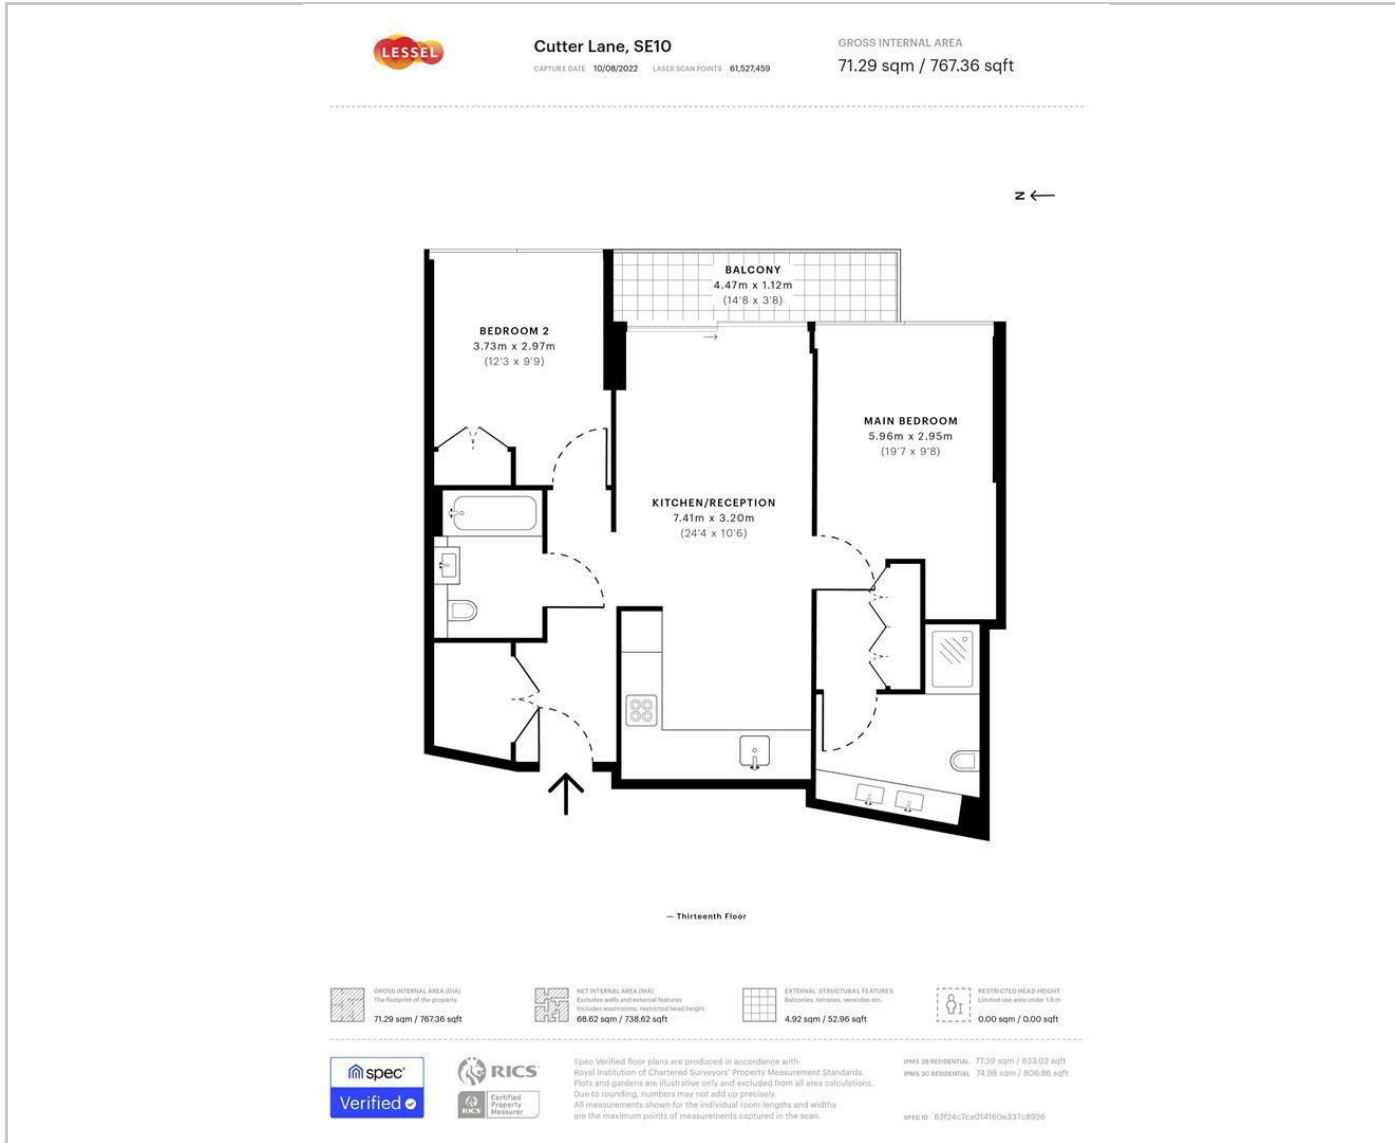 LESSEL
Cutter Lane, SE10
CAPTURE DATE 10/08/2022 LASER SCAN POINTS 61,527,459
GROSS INTERNAL AREA
71.29 sqm / 767.36 sqft
N
BALCONY
4.47m x 1.12m
(14'8 x 3'8)
BEDROOM 2
3.73m x 2.97m
(12'3 x 9'9)
MAIN BEDROOM
5.96m x 2.95m
(19'7 x 9'8)
KITCHEN/RECEPTION
7.41m x 3.20m
(24'4 x 10'6)
— Thirteenth Floor
GROSS INTERNAL AREA (GIA)
The footprint of the property
71.29 sqm / 767.36 sqft
NET INTERNAL AREA (NIA)
Excludes walls and external features
Includes washrooms, restricted head height
68.62 sqm / 738.62 sqft
EXTERNAL STRUCTURAL FEATURES
Balconies, terraces, verandas etc.
4.92 sqm / 52.96 sqft
RESTRICTED HEAD HEIGHT
Limited use area under 1.5 m
0.00 sqm / 0.00 sqft
spec
Verified
RICS
RICS
Certified
Property
Measurer
Spec Verified floor plans are produced in accordance with
Royal Institution of Chartered Surveyors' Property Measurement Standards.
Plots and gardens are illustrative only and excluded from all area calculations.
Due to rounding, numbers may not add up precisely.
All measurements shown for the individual room lengths and widths
are the maximum points of measurements captured in the scan.
IPMS 3B RESIDENTIAL 77.39 sqm / 833.02 sqft
IPMS 3C RESIDENTIAL 74.96 sqm / 806.86 sqft
SPEC ID 62f24c7ca014160e337c8926